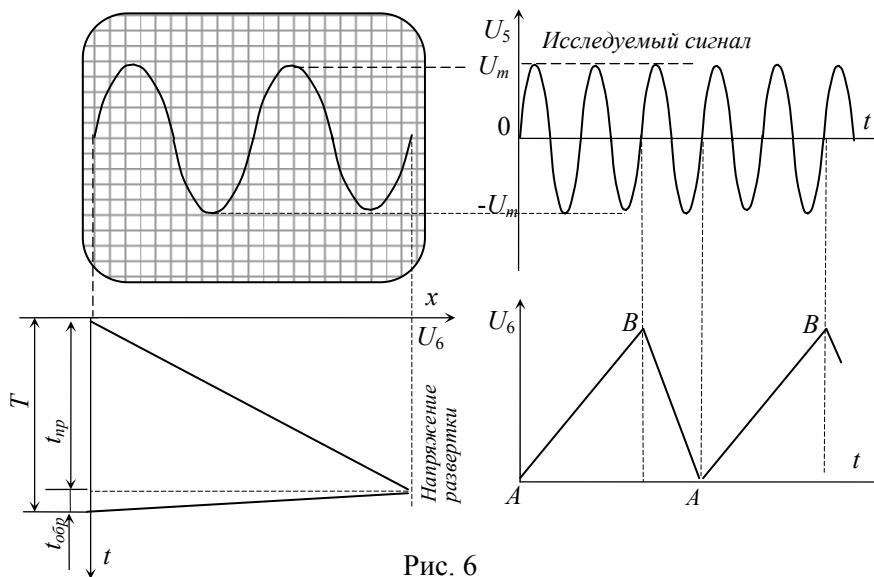 U5
Исследуемый сигнал
Um
t
0
-Um
x
U6
T
tпр
tобр
t
Напряжение
развертки
U6
B
B
t
A
A
Рис. 6